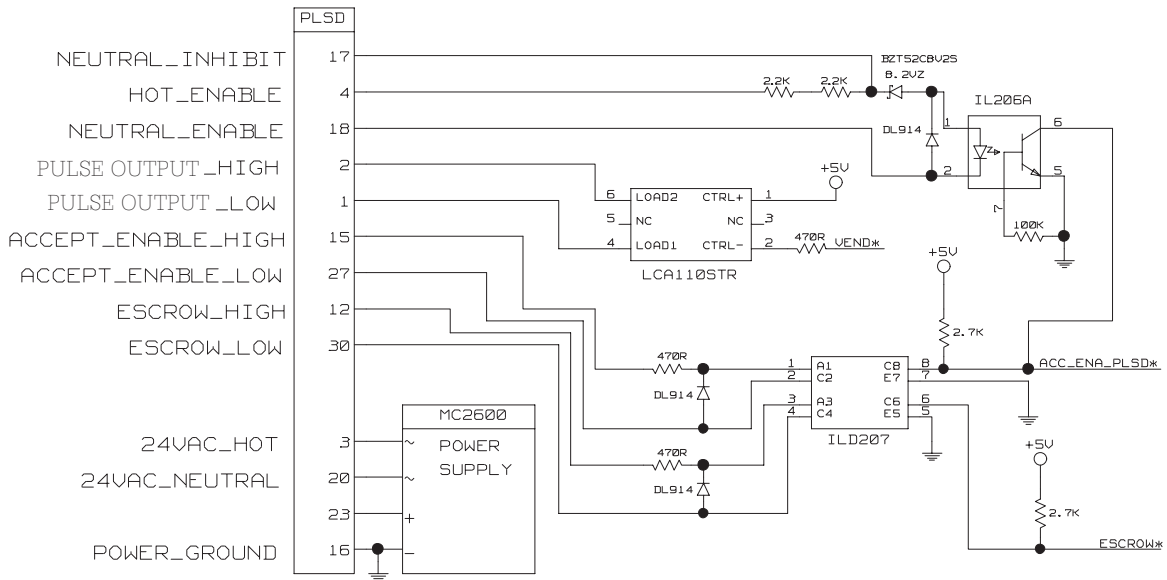 PLSD
NEUTRAL_INHIBIT 17
HOT_ENABLE 4
NEUTRAL_ENABLE 18
PULSE OUTPUT_HIGH 2
PULSE OUTPUT_LOW 1
ACCEPT_ENABLE_HIGH 15
ACCEPT_ENABLE_LOW 27
ESCROW_HIGH 12
ESCROW_LOW 30
24VAC_HOT 3
24VAC_NEUTRAL 20
23
POWER_GROUND 16
MC2600
~ POWER
SUPPLY
~
+
-
2.2K 2.2K
BZT52C8V2S
8.2VZ
DL914
IL206A
1 6
2 5
7
100K
+5V
6 LOAD2 CTRL+ 1
5 NC NC 3
4 LOAD1 CTRL- 2
470R VEND*
LCA110STR
+5V
2.7K
470R
DL914
1 A1 C8 8
2 C2 E7 7
3 A3 C6 6
4 C4 E5 5
ILD207
ACC_ENA_PLSD*
470R
DL914
+5V
2.7K
ESCROW*